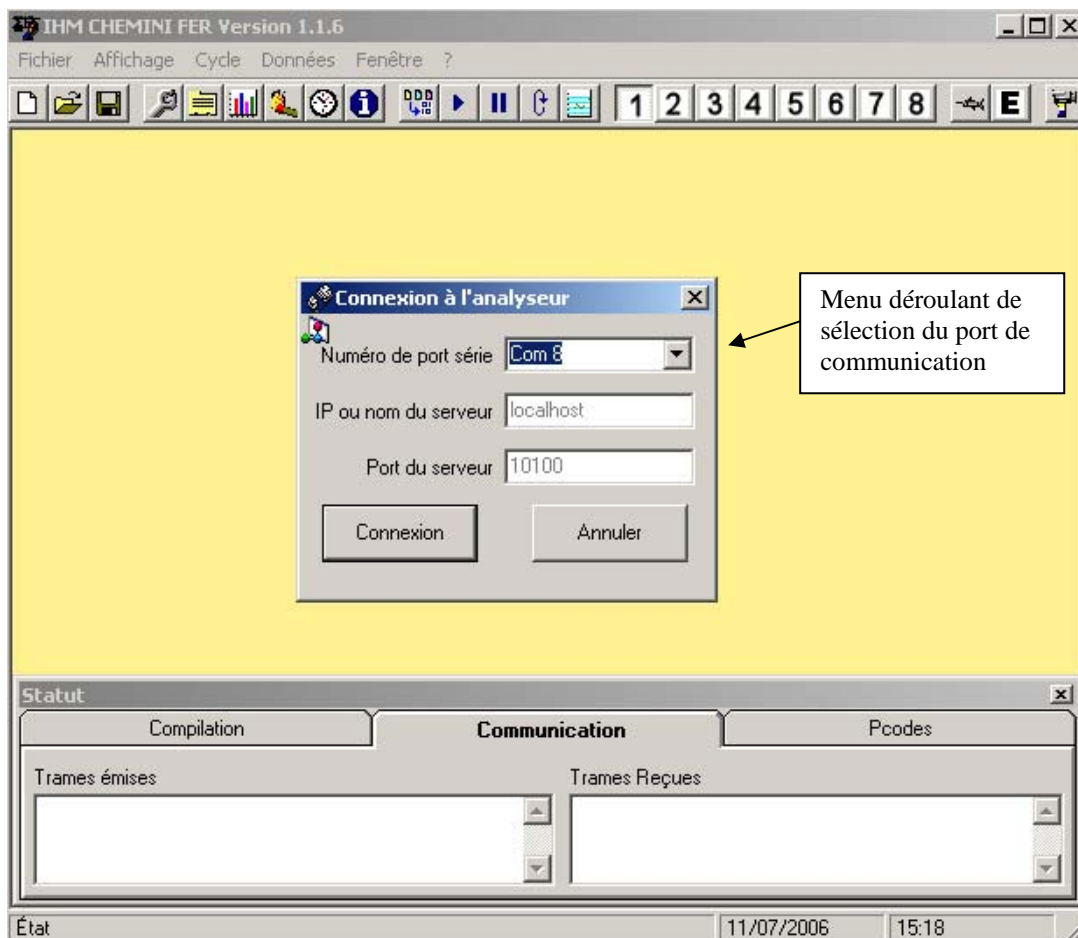 IHM CHEMINI FER Version 1.1.6
Fichier Affichage Cycle Données Fenêtre ?
1 2 3 4 5 6 7 8 E
Connexion à l'analyseur
Numéro de port série Com 8
IP ou nom du serveur localhost
Port du serveur 10100
Connexion Annuler
Menu déroulant de
sélection du port de
communication
Statut
Compilation Communication Pcodes
Trames émises Trames Reçues
État 11/07/2006 15:18